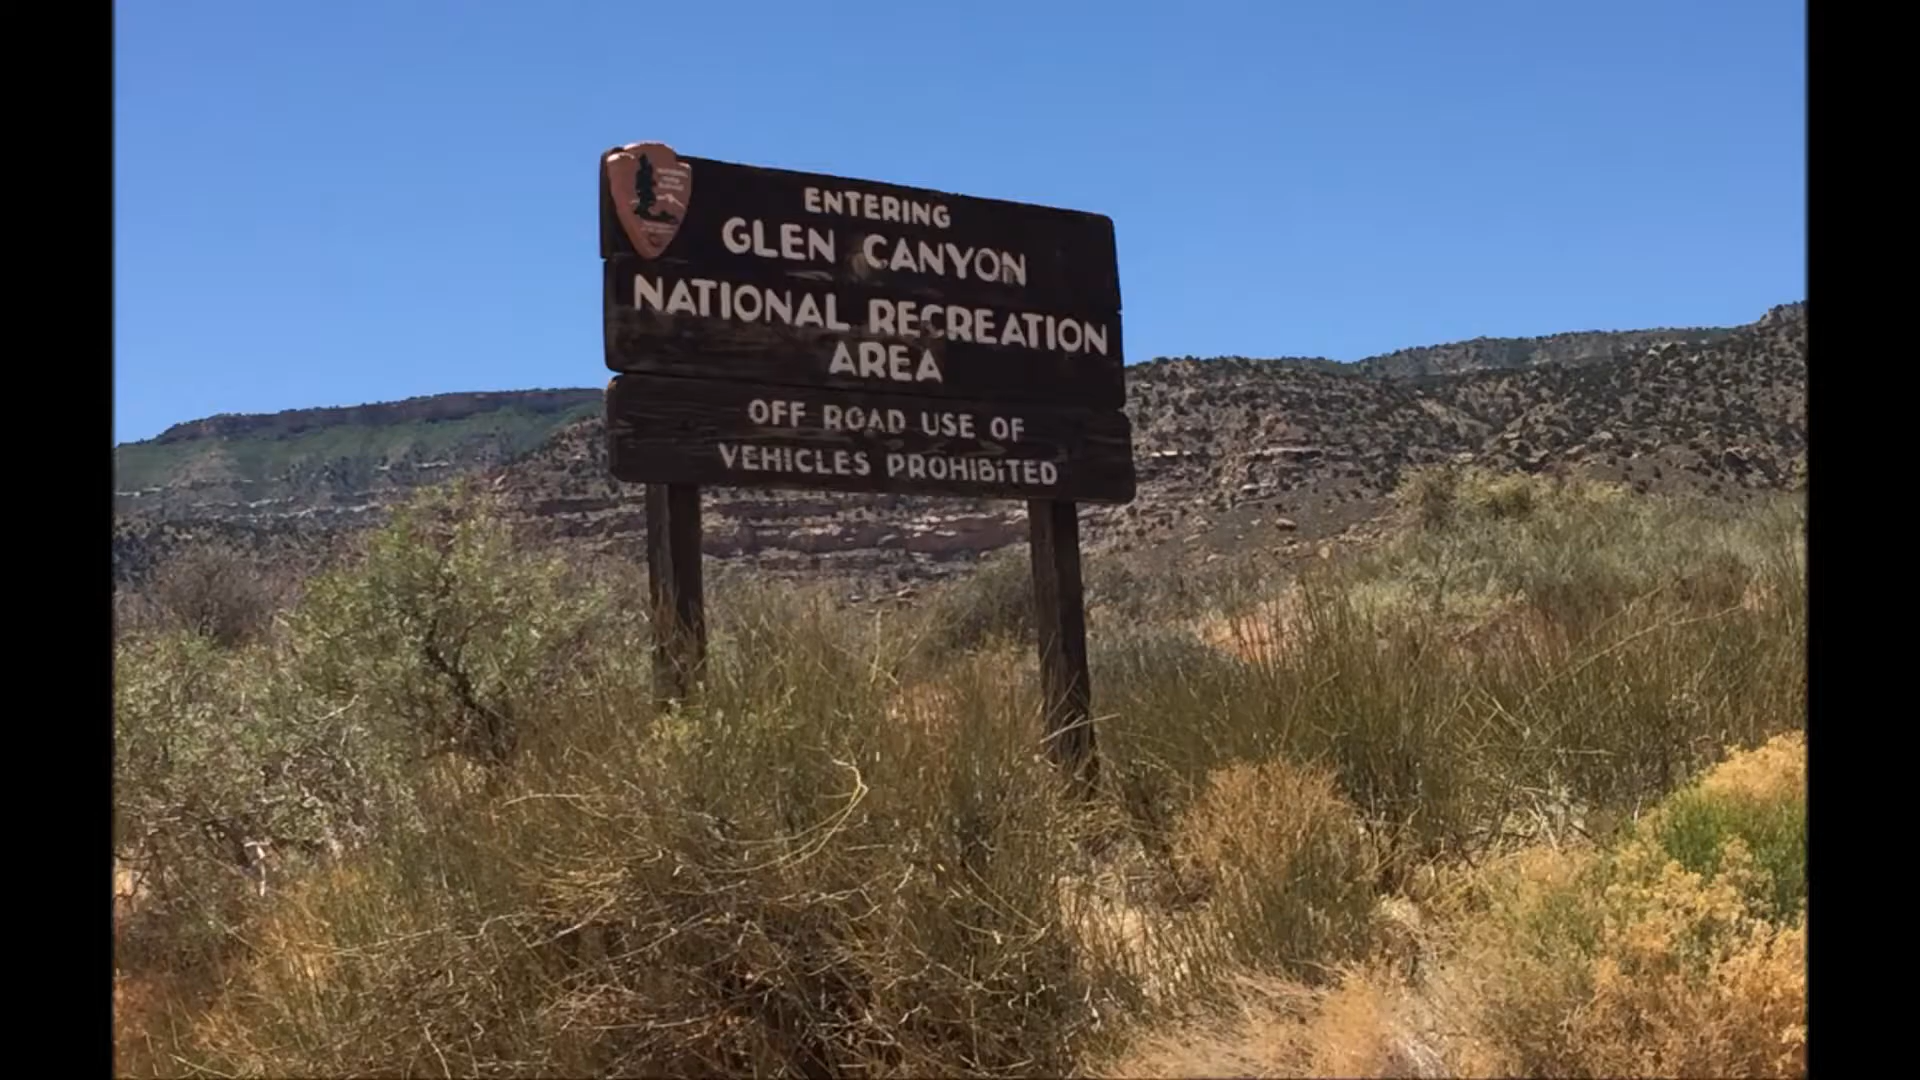 ENTERING
GLEN CANYON
NATIONAL RECREATION
AREA
OFF ROAD USE OF
VEHICLES PROHIBITED